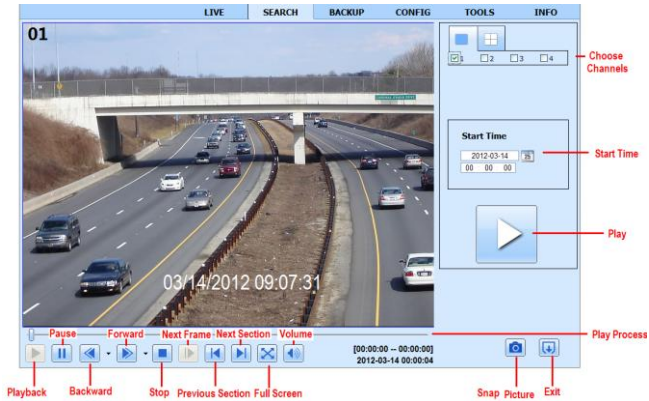 LIVE SEARCH BACKUP CONFIG TOOLS INFO
01
1 2 3 4
Choose
Channels
Start Time
2012-03-14
00 00 00
Start Time
Play
03/14/2012 09:07:31
Play Process
Pause Forward Next Frame Next Section Volume
[00:00:00 -- 00:00:00]
2012-03-14 00:00:04
Playback Backward Stop Previous Section Full Screen Snap Picture Exit